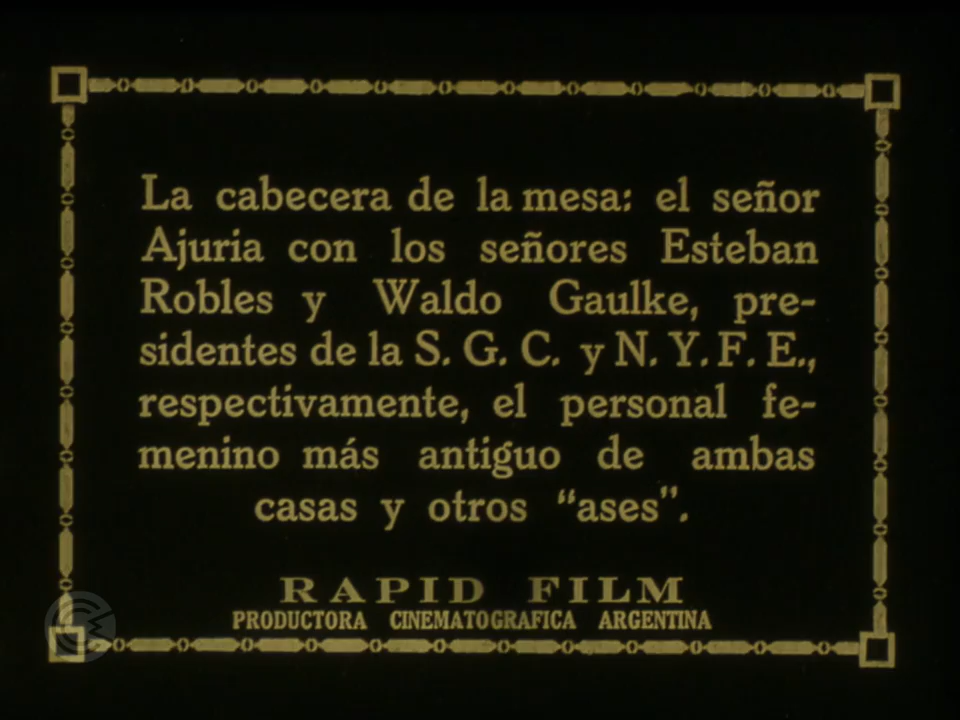 La cabecera de la mesa: el señor
Ajuria con los señores Esteban
Robles y Waldo Gaulke, pre-
sidentes de la S. G. C. y N. Y. F. E.,
respectivamente, el personal fe-
menino más antiguo de ambas
casas y otros “ases”.
RAPID FILM
PRODUCTORA CINEMATOGRAFICA ARGENTINA